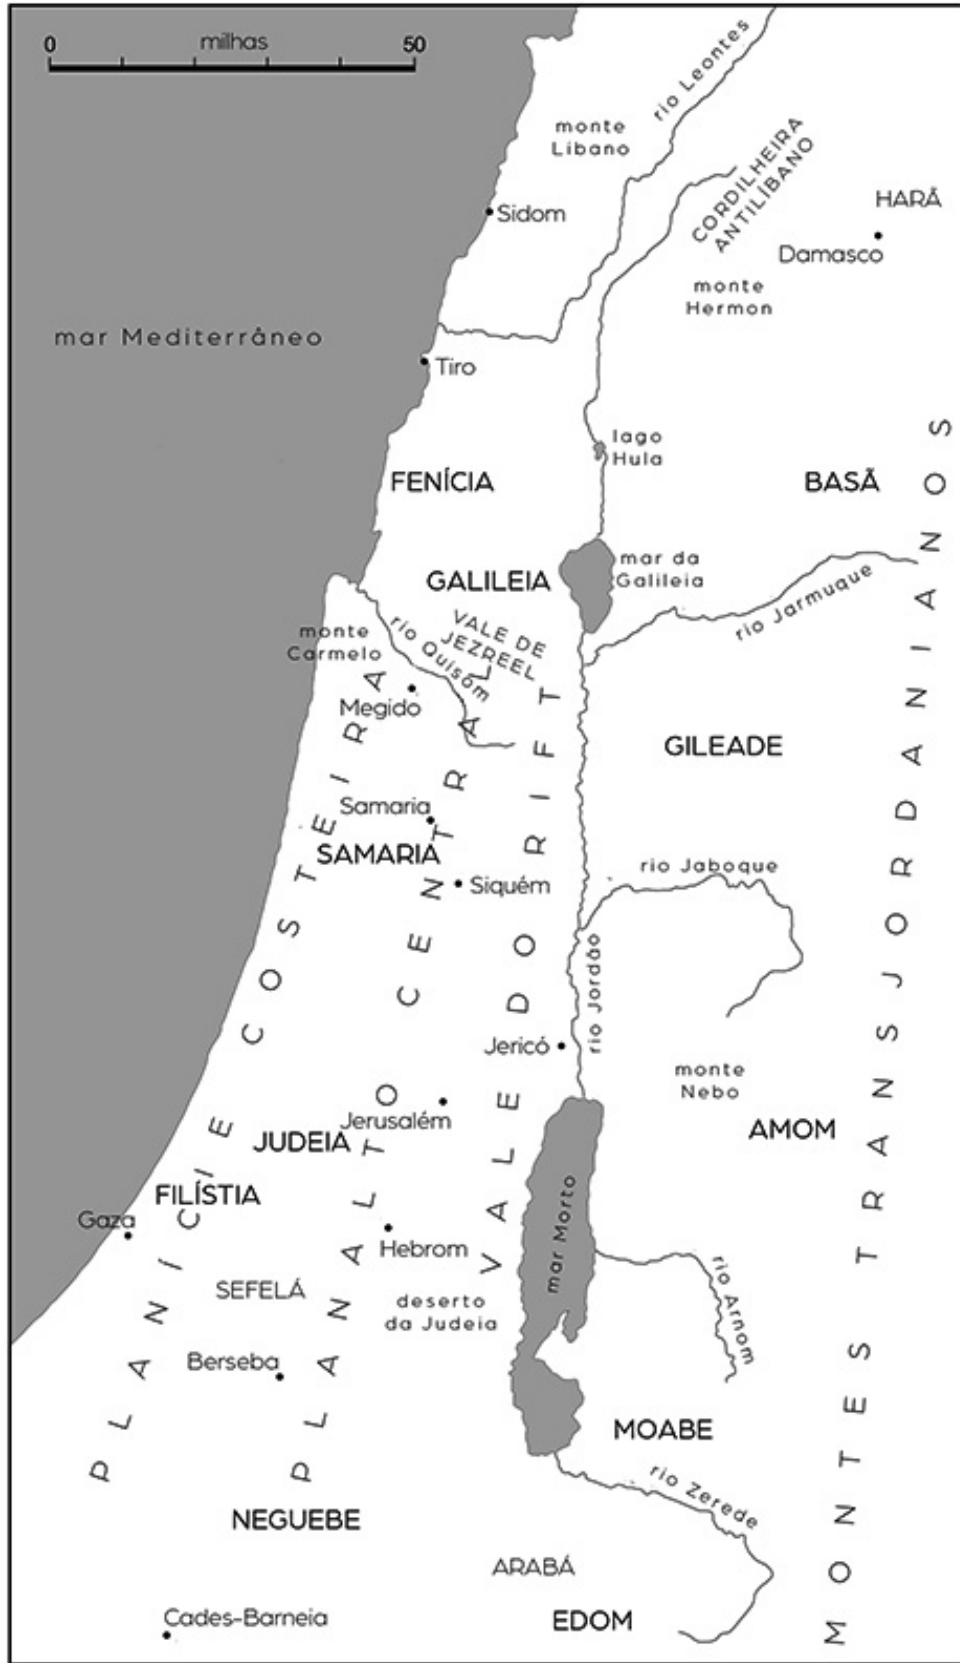 0 milhas 50
rio Leontes
monte
Líbano
CORDILHEIRA
ANTILÍBANO
HARÃ
Sidom
Damasco
monte
Hermon
mar Mediterrâneo
Tiro
lago
Hula
FENÍCIA
BASÃ
mar da
Galileia
GALILEIA
rio Jarmuque
VALE DE
JEZREEL
monte
Carmelo
rio Quisom
Megido
GILEADE
Samaria
SAMARIA
rio Jaboque
Siquém
rio Jordão
Jericó
monte
Nebo
Jerusalém
JUDEIA
AMOM
FILÍSTIA
Gaza
mar Morto
Hebrom
SEFELÁ
deserto
da Judeia
rio Arnom
Berseba
MOABE
rio Zerede
NEGUEBE
ARABÁ
Cades-Barneia
EDOM
PLANÍCIE COSTEIRA
PLANALTO CENTRAL
VALE DO RIFT
MONTES TRANSJORDANIANOS